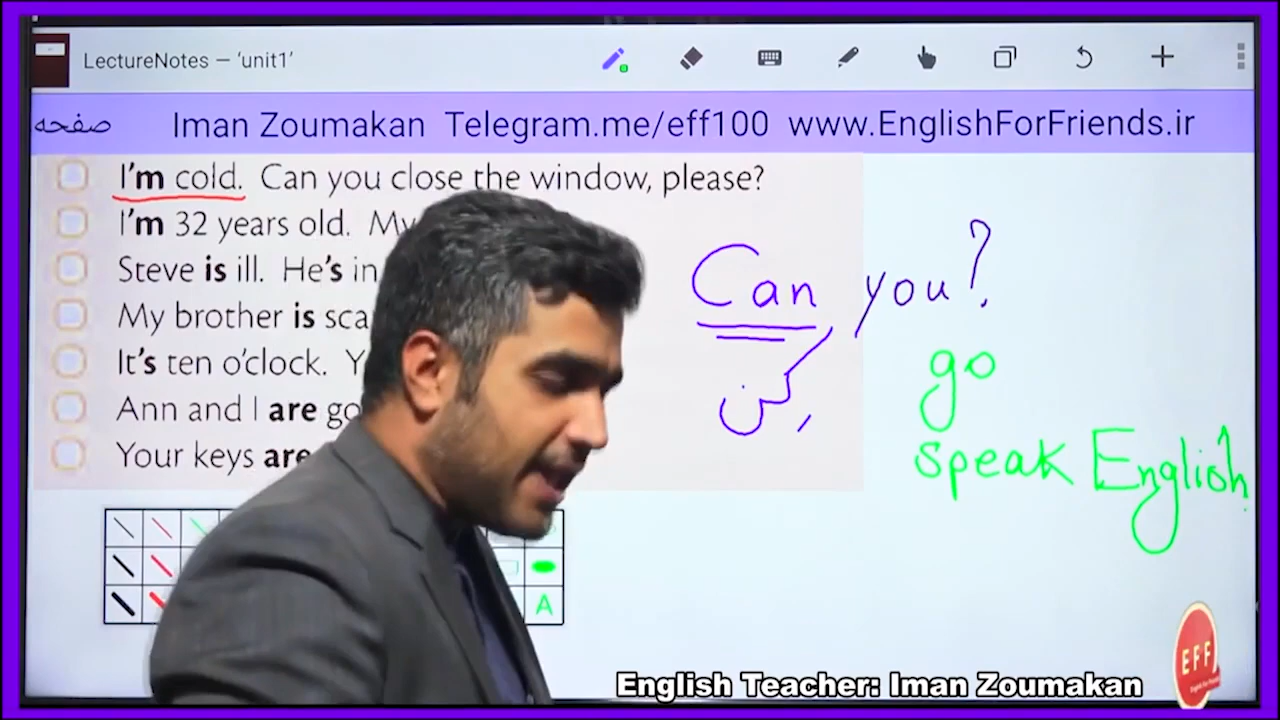 LectureNotes – ‘unit1’
صفحه Iman Zoumakan Telegram.me/eff100 www.EnglishForFriends.ir
I'm cold. Can you close the window, please?
I'm 32 years old. My
Steve is ill. He's in
My brother is sca
It's ten o'clock. Y
Ann and I are go
Your keys are
Can you?
go
speak English
A
EFF
English Teacher: Iman Zoumakan